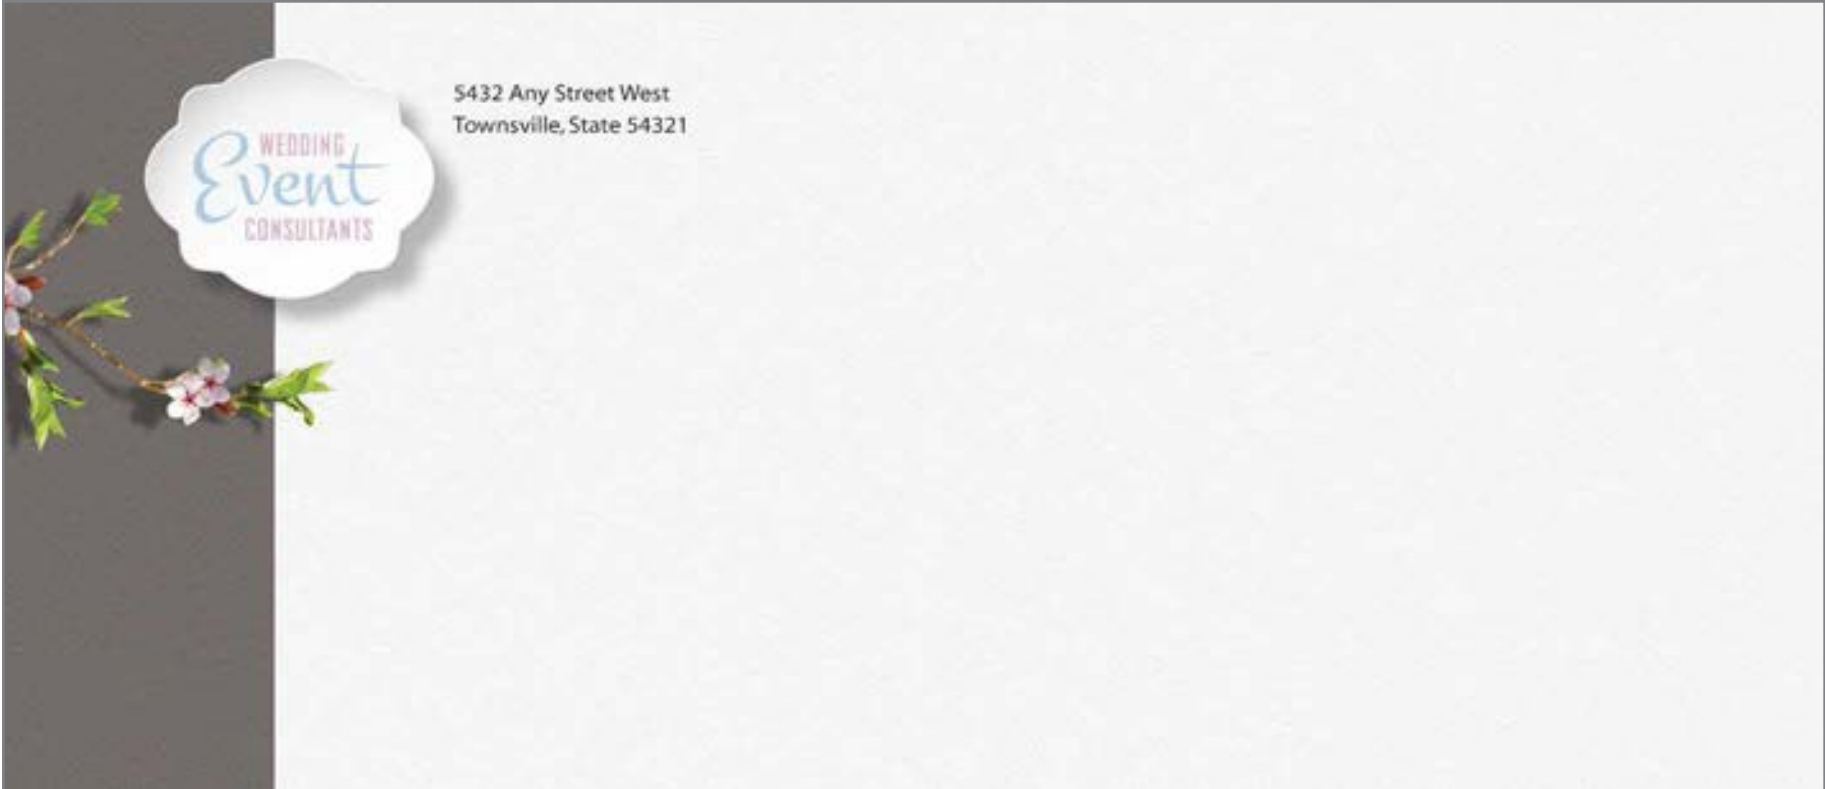 WEDDING
Event
CONSULTANTS
5432 Any Street West
Townsville, State 54321